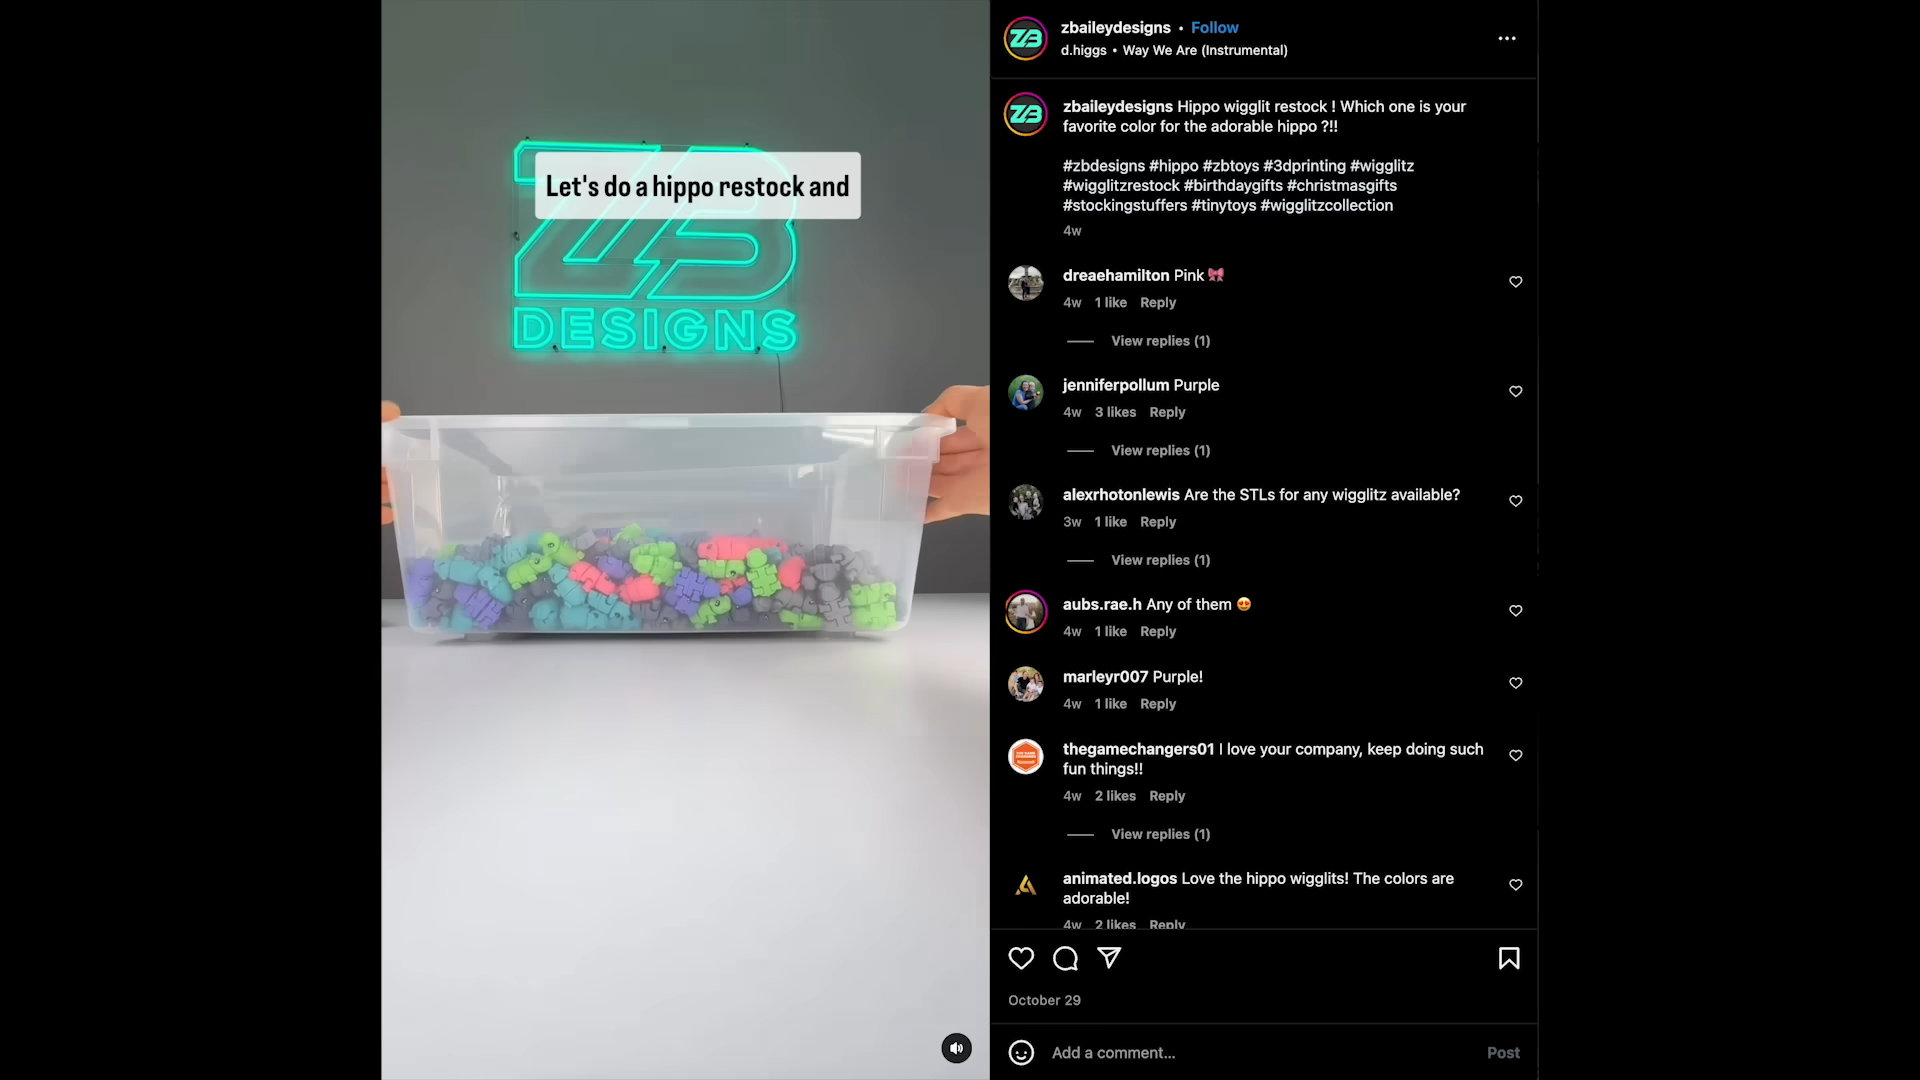 Let's do a hippo restock and
ZB
DESIGNS
zbaileydesigns • Follow
d.higgs • Way We Are (Instrumental)
zbaileydesigns Hippo wigglit restock ! Which one is your
favorite color for the adorable hippo ?!!
#zbdesigns #hippo #zbtoys #3dprinting #wigglitz
#wigglitzrestock #birthdaygifts #christmasgifts
#stockingstuffers #tinytoys #wigglitzcollection
4w
dreaehamilton Pink 🎀
4w 1 like Reply
View replies (1)
jenniferpollum Purple
4w 3 likes Reply
View replies (1)
alexrhotonlewis Are the STLs for any wigglitz available?
3w 1 like Reply
View replies (1)
aubs.rae.h Any of them 😍
4w 1 like Reply
marleyr007 Purple!
4w 1 like Reply
thegamechangers01 I love your company, keep doing such
fun things!!
4w 2 likes Reply
View replies (1)
animated.logos Love the hippo wigglits! The colors are
adorable!
4w 2 likes Reply
October 29
Add a comment...
Post